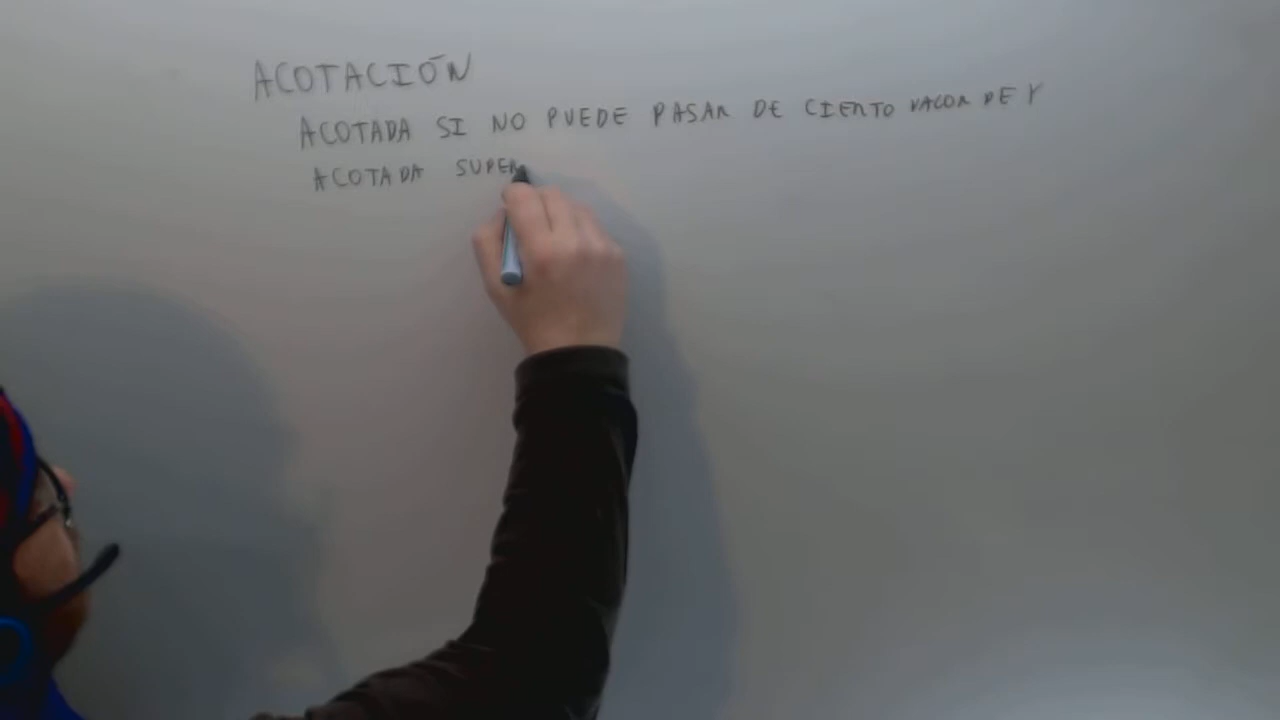 ACOTACIÓN
ACOTADA SI NO PUEDE PASAR DE CIERTO VALOR DE Y
ACOTADA SUPER